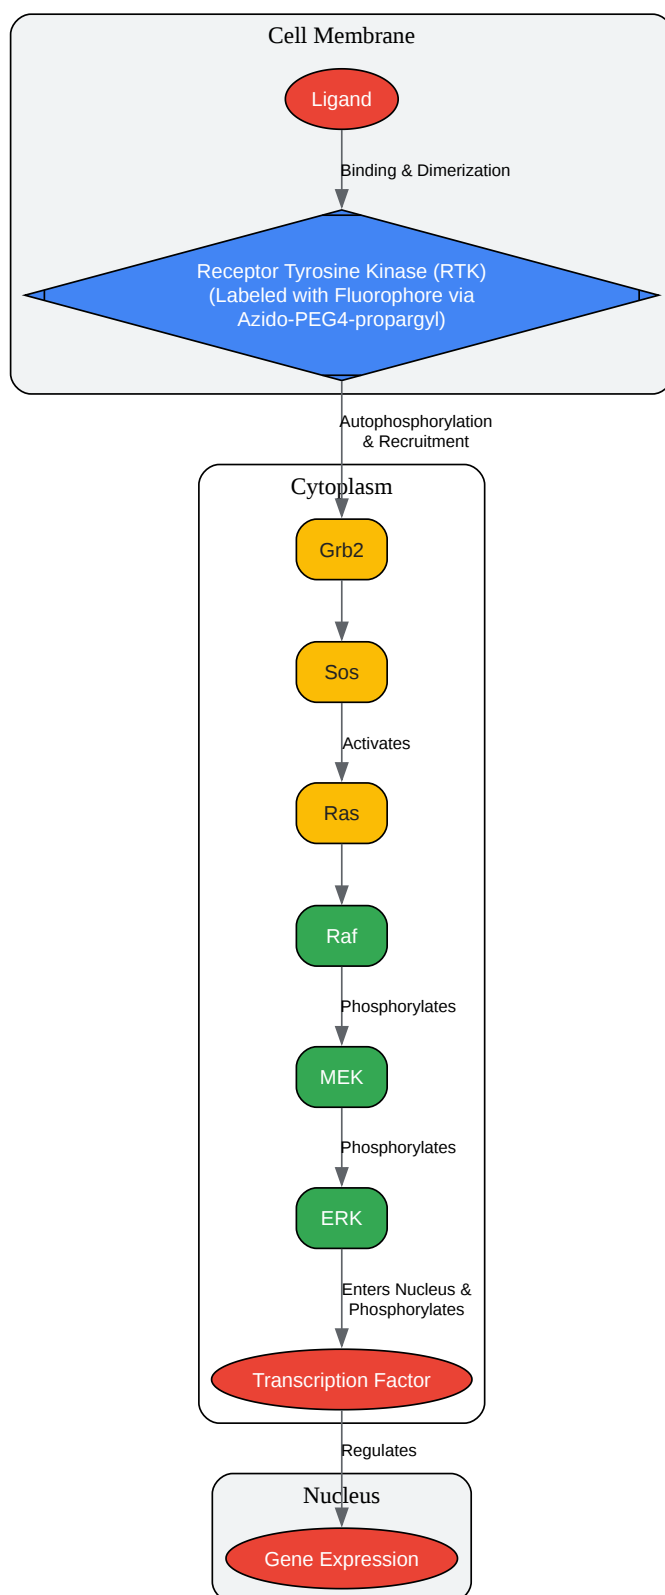 Cell Membrane
Ligand
Binding & Dimerization
Receptor Tyrosine Kinase (RTK)
(Labeled with Fluorophore via
Azido-PEG4-propargyl)
Autophosphorylation
& Recruitment
Cytoplasm
Grb2
Sos
Activates
Ras
Raf
Phosphorylates
MEK
Phosphorylates
ERK
Enters Nucleus &
Phosphorylates
Transcription Factor
Regulates
Nucleus
Gene Expression